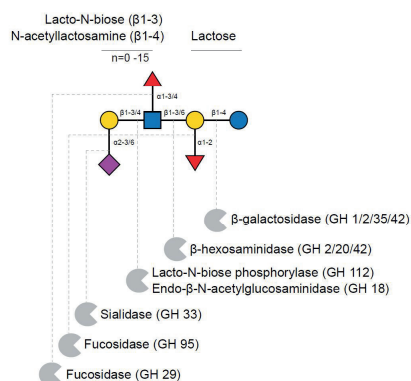 Lacto-N-biose (β1-3)
N-acetyllactosamine (β1-4) Lactose
n=0 -15
α1-3/4
β1-3/4 β1-3/6 β1-4
α2-3/6 α1-2
β-galactosidase (GH 1/2/35/42)
β-hexosaminidase (GH 2/20/42)
Lacto-N-biose phosphorylase (GH 112)
Endo-β-N-acetylglucosaminidase (GH 18)
Sialidase (GH 33)
Fucosidase (GH 95)
Fucosidase (GH 29)